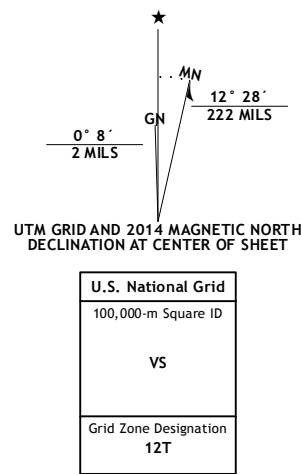 ★
MN
12° 28´
222 MILS
GN
0° 8´
2 MILS
UTM GRID AND 2014 MAGNETIC NORTH
DECLINATION AT CENTER OF SHEET
U.S. National Grid
100,000-m Square ID
VS
Grid Zone Designation
12T